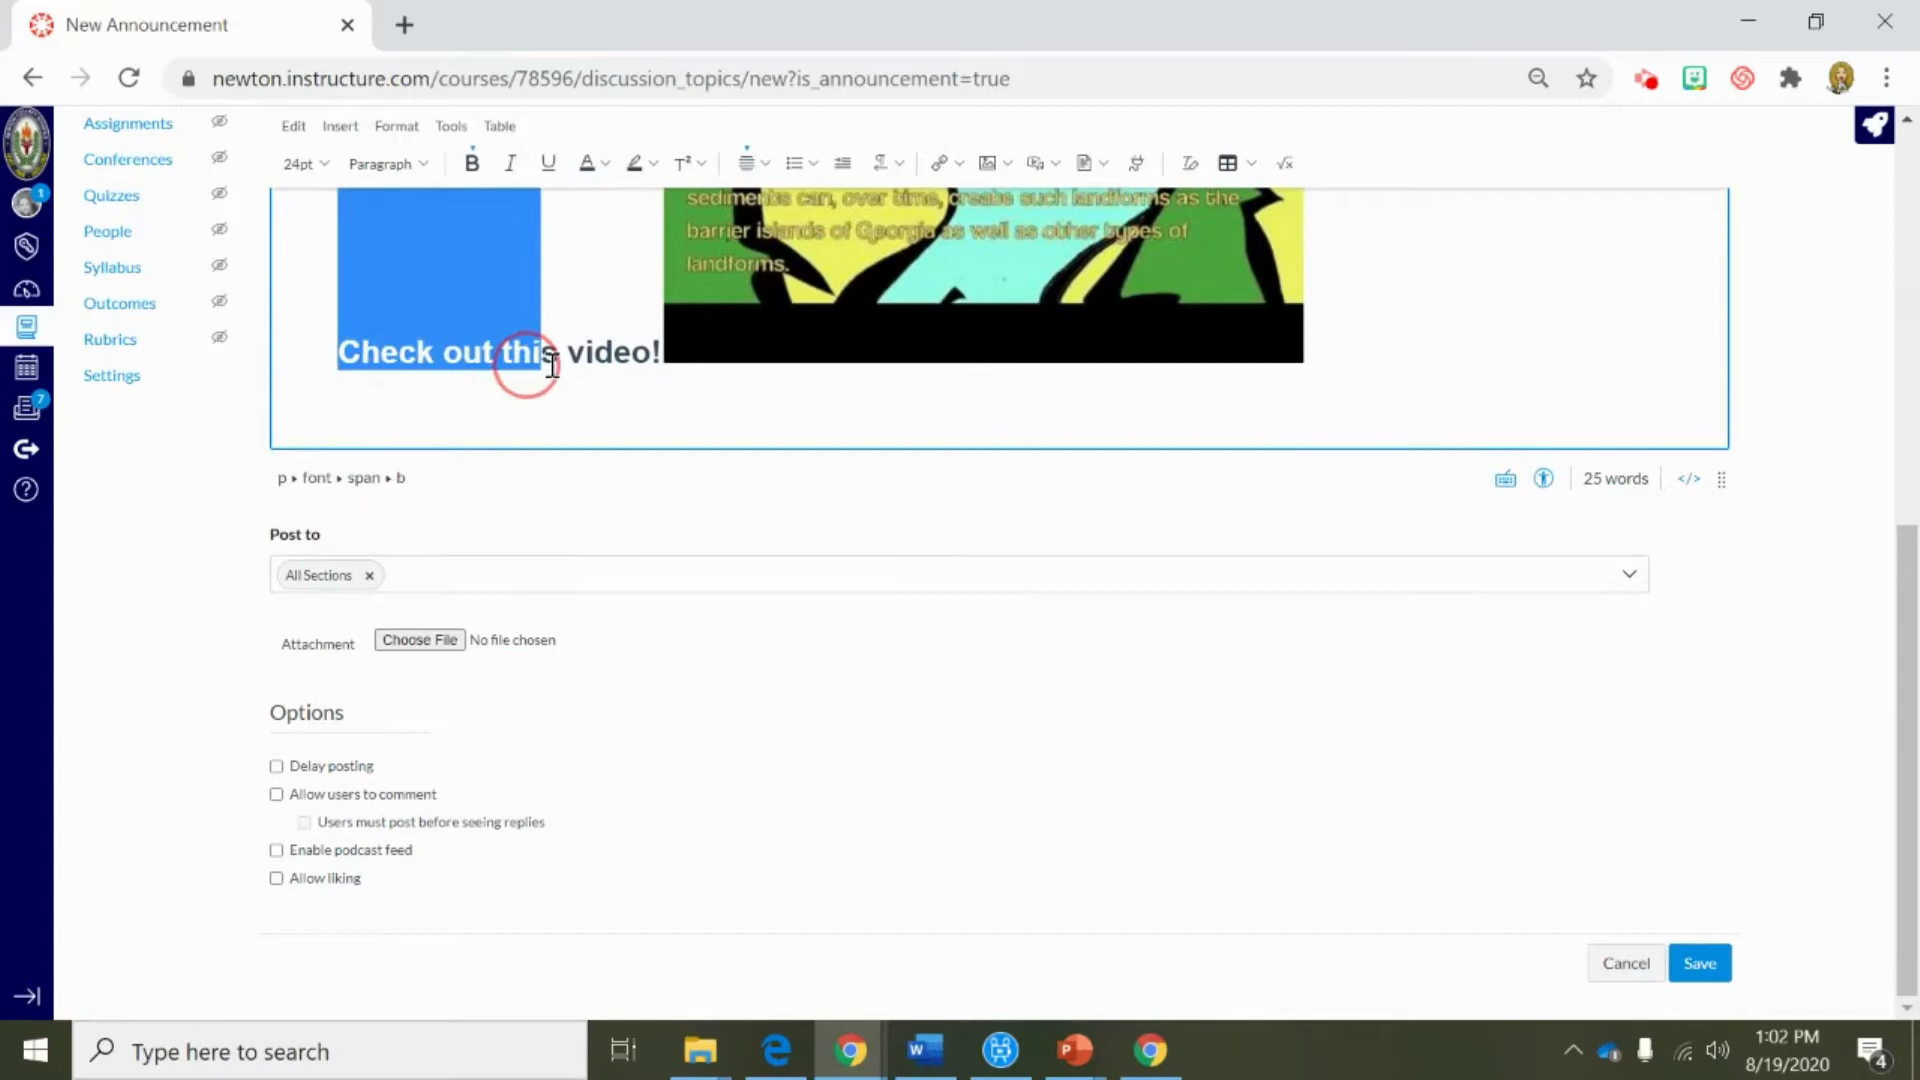 New Announcement
newton.instructure.com/courses/78596/discussion_topics/new?is_announcement=true
Assignments
Conferences
Quizzes
People
Syllabus
Outcomes
Rubrics
Settings
1
7
Edit Insert Format Tools Table
24pt Paragraph B I U A T²
sediments can, over time, create such landforms as the
barrier islands of Georgia as well as other types of
landforms.
Check out this video!
p ▸ font ▸ span ▸ b
25 words </>
Post to
All Sections
Attachment Choose File No file chosen
Options
Delay posting
Allow users to comment
Users must post before seeing replies
Enable podcast feed
Allow liking
Cancel Save
Type here to search
1:02 PM
8/19/2020
4